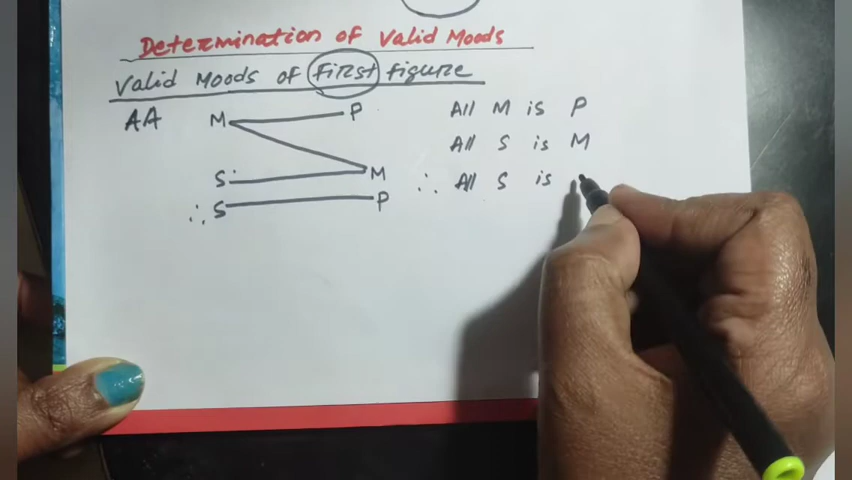 Determination of Valid Moods
Valid Moods of First figure
AA M P All M is P
All S is M
S M ∴ All S is
∴ S P